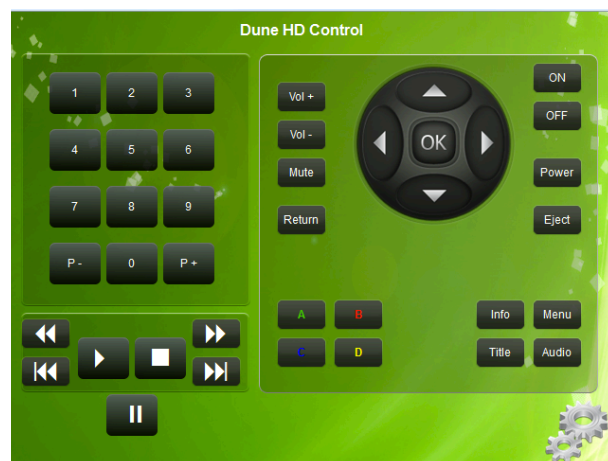 Dune HD Control
1 2 3
4 5 6
7 8 9
P - 0 P +
Vol +
Vol -
Mute
Return
OK
ON
OFF
Power
Eject
A B
C D
Info Menu
Title Audio